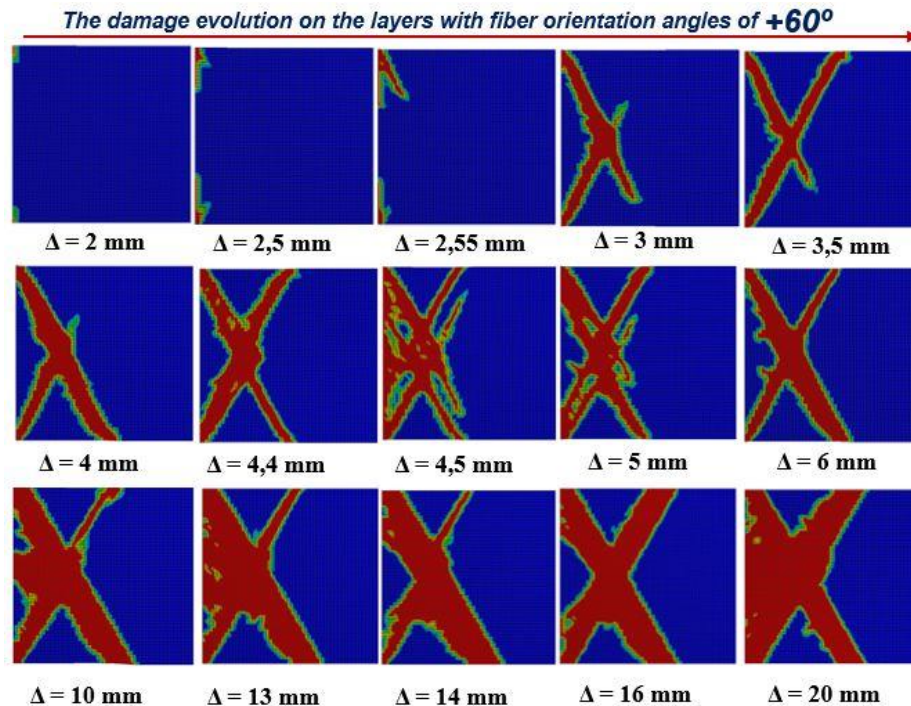 The damage evolution on the layers with fiber orientation angles of +60º
Δ = 2 mm
Δ = 2,5 mm
Δ = 2,55 mm
Δ = 3 mm
Δ = 3,5 mm
Δ = 4 mm
Δ = 4,4 mm
Δ = 4,5 mm
Δ = 5 mm
Δ = 6 mm
Δ = 10 mm
Δ = 13 mm
Δ = 14 mm
Δ = 16 mm
Δ = 20 mm